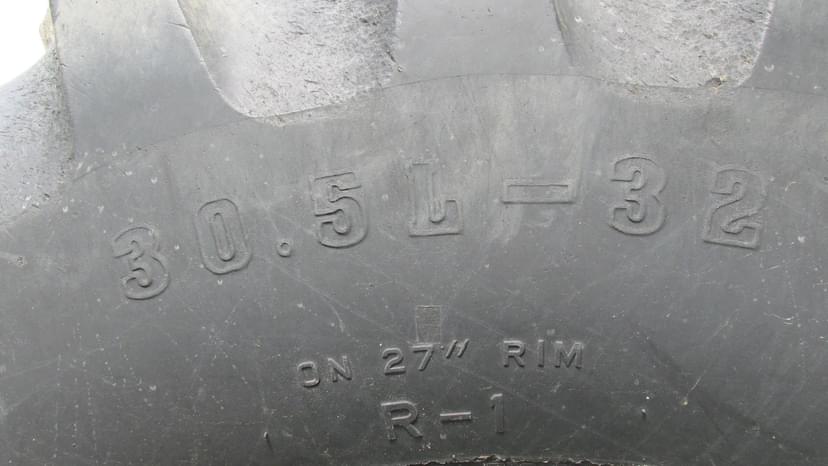 30.5L-32
ON 27" RIM
R-1